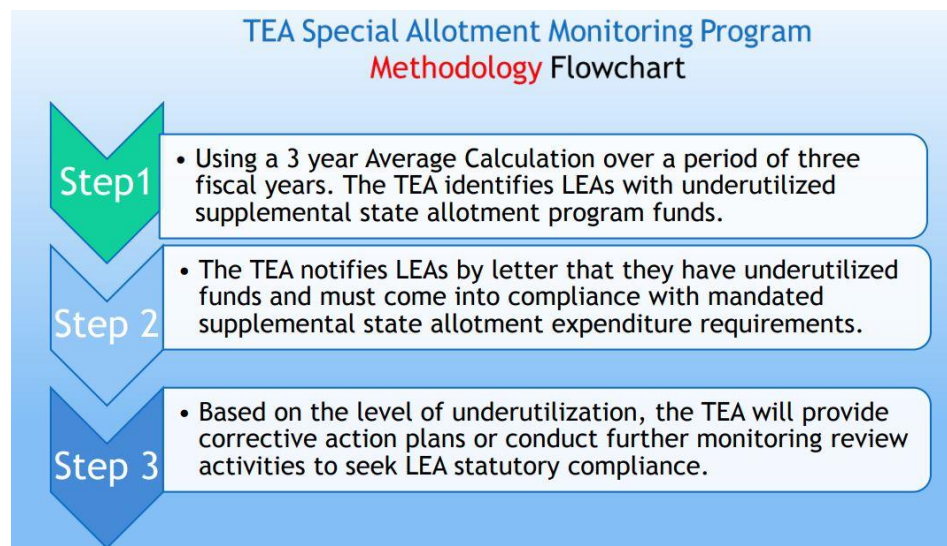 TEA Special Allotment Monitoring Program
Methodology Flowchart
Step1
• Using a 3 year Average Calculation over a period of three
fiscal years. The TEA identifies LEAs with underutilized
supplemental state allotment program funds.
Step 2
• The TEA notifies LEAs by letter that they have underutilized
funds and must come into compliance with mandated
supplemental state allotment expenditure requirements.
Step 3
• Based on the level of underutilization, the TEA will provide
corrective action plans or conduct further monitoring review
activities to seek LEA statutory compliance.